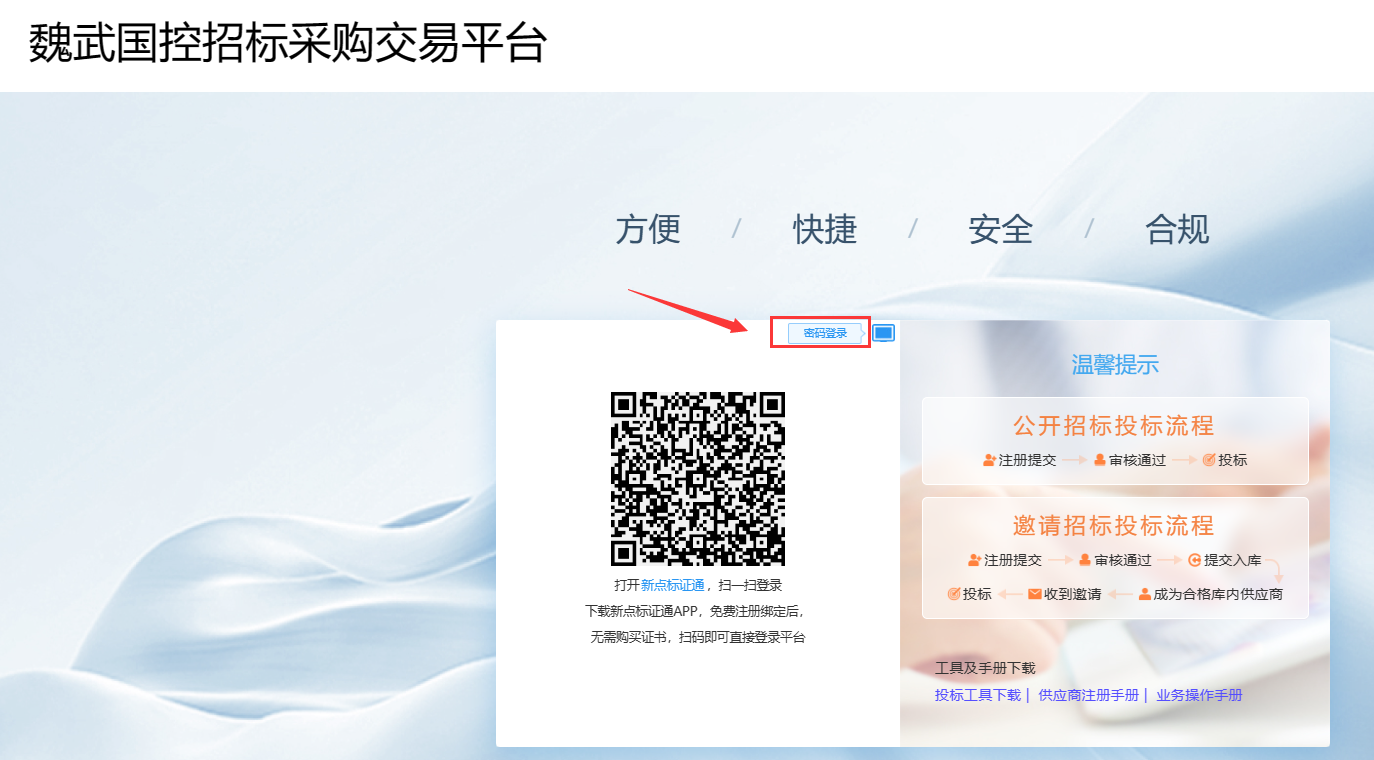 魏武国控招标采购交易平台
方便 / 快捷 / 安全 / 合规
密码登录
打开新点标证通，扫一扫登录
下载新点标证通APP，免费注册绑定后，
无需购买证书，扫码即可直接登录平台
温馨提示
公开招标投标流程
注册提交 审核通过 投标
邀请招标投标流程
注册提交 审核通过 提交入库
投标 收到邀请 成为合格库内供应商
工具及手册下载
投标工具下载 | 供应商注册手册 | 业务操作手册